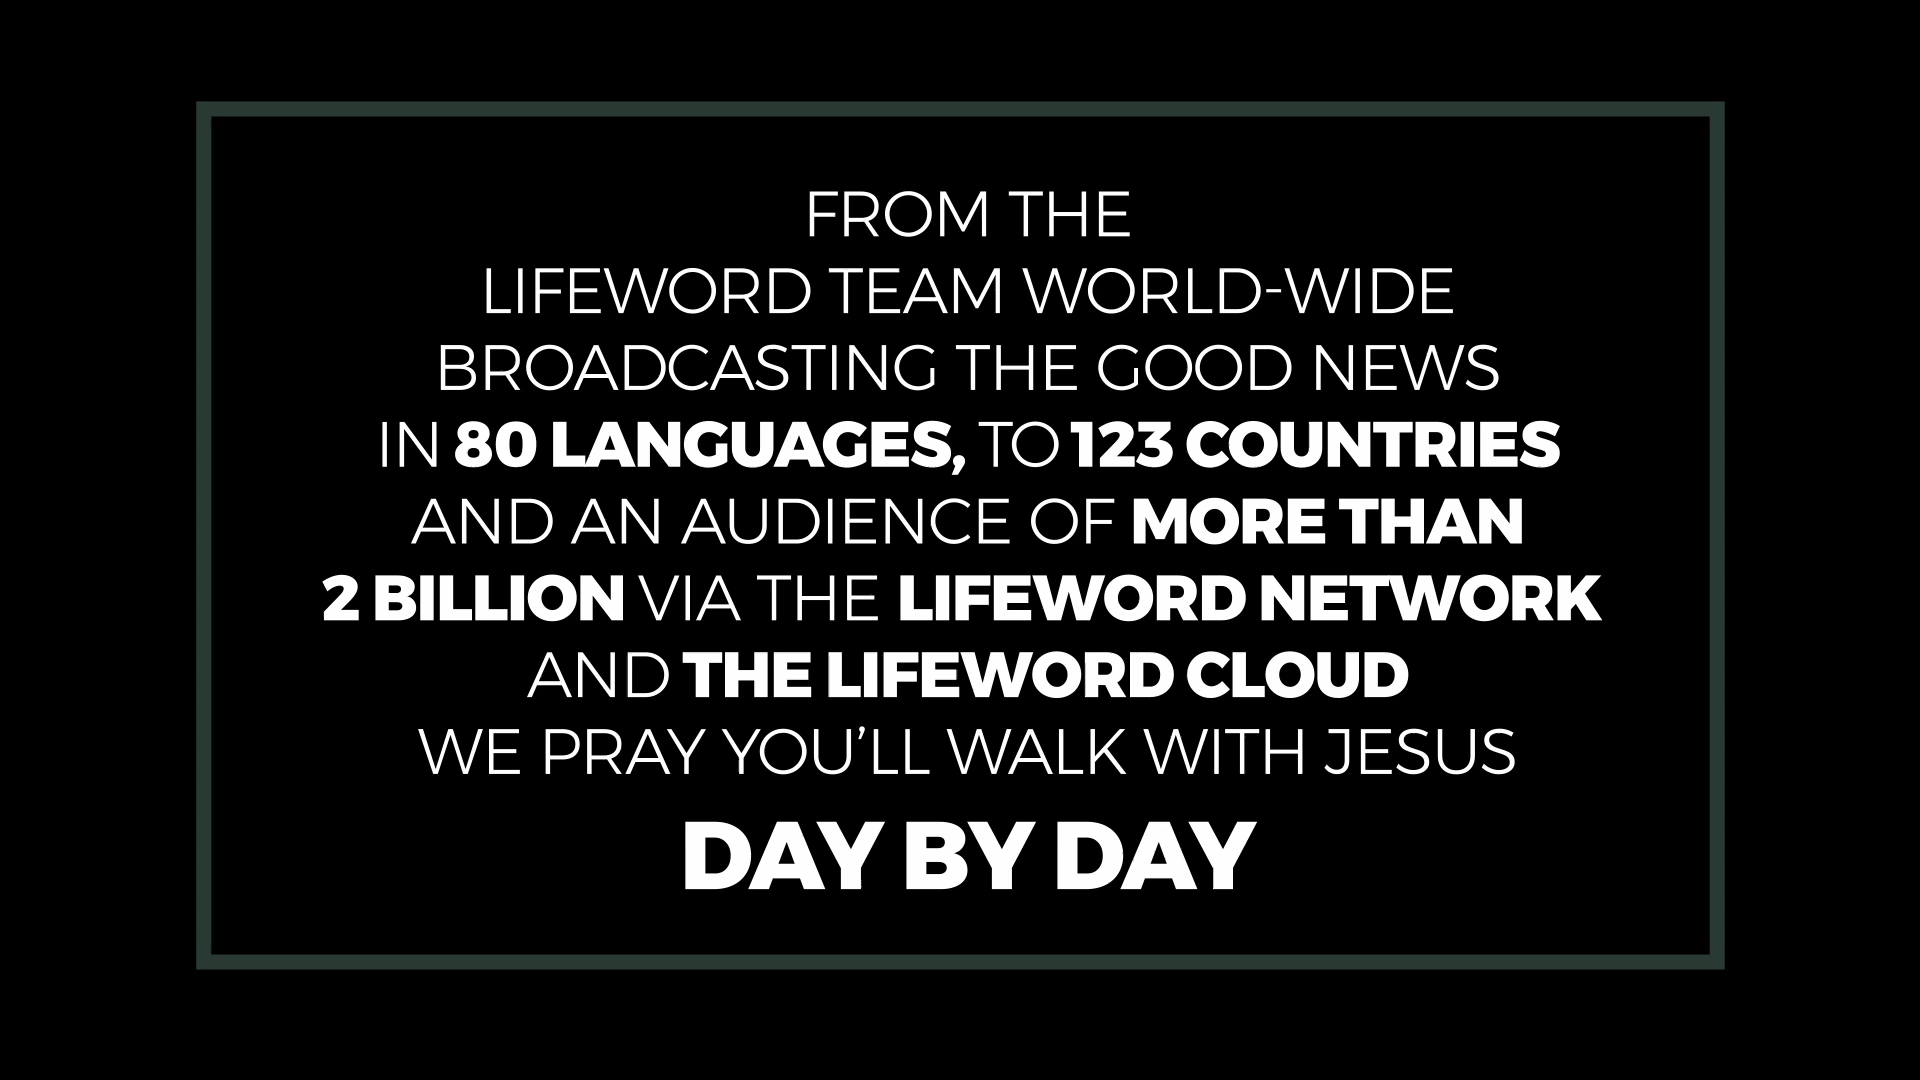 FROM THE
LIFEWORD TEAM WORLD-WIDE
BROADCASTING THE GOOD NEWS
IN 80 LANGUAGES, TO 123 COUNTRIES
AND AN AUDIENCE OF MORE THAN
2 BILLION VIA THE LIFEWORD NETWORK
AND THE LIFEWORD CLOUD
WE PRAY YOU’LL WALK WITH JESUS
DAY BY DAY